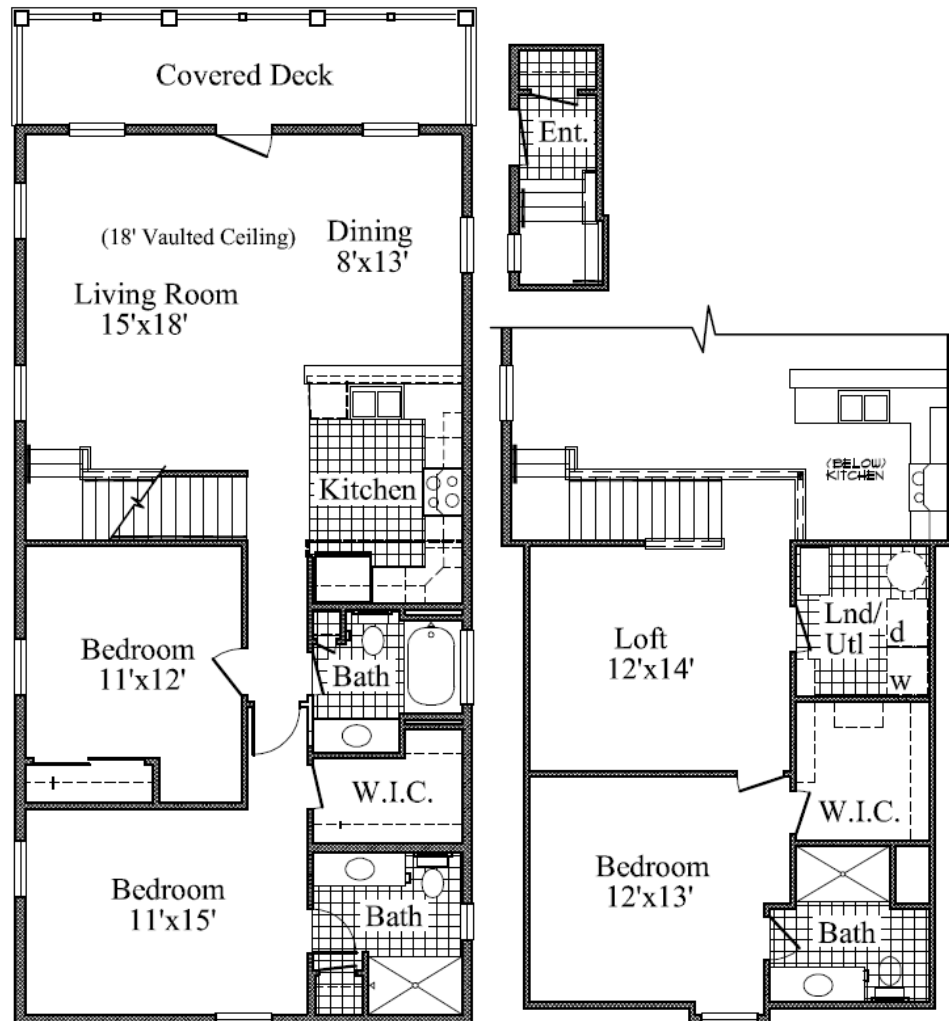 Covered Deck
(18' Vaulted Ceiling)
Dining
8'x13'
Living Room
15'x18'
Kitchen
Bedroom
11'x12'
Bath
W.I.C.
Bedroom
11'x15'
Bath
Ent.
(BELOW)
KITCHEN
Loft
12'x14'
Lnd/
Utl
d
w
W.I.C.
Bedroom
12'x13'
Bath